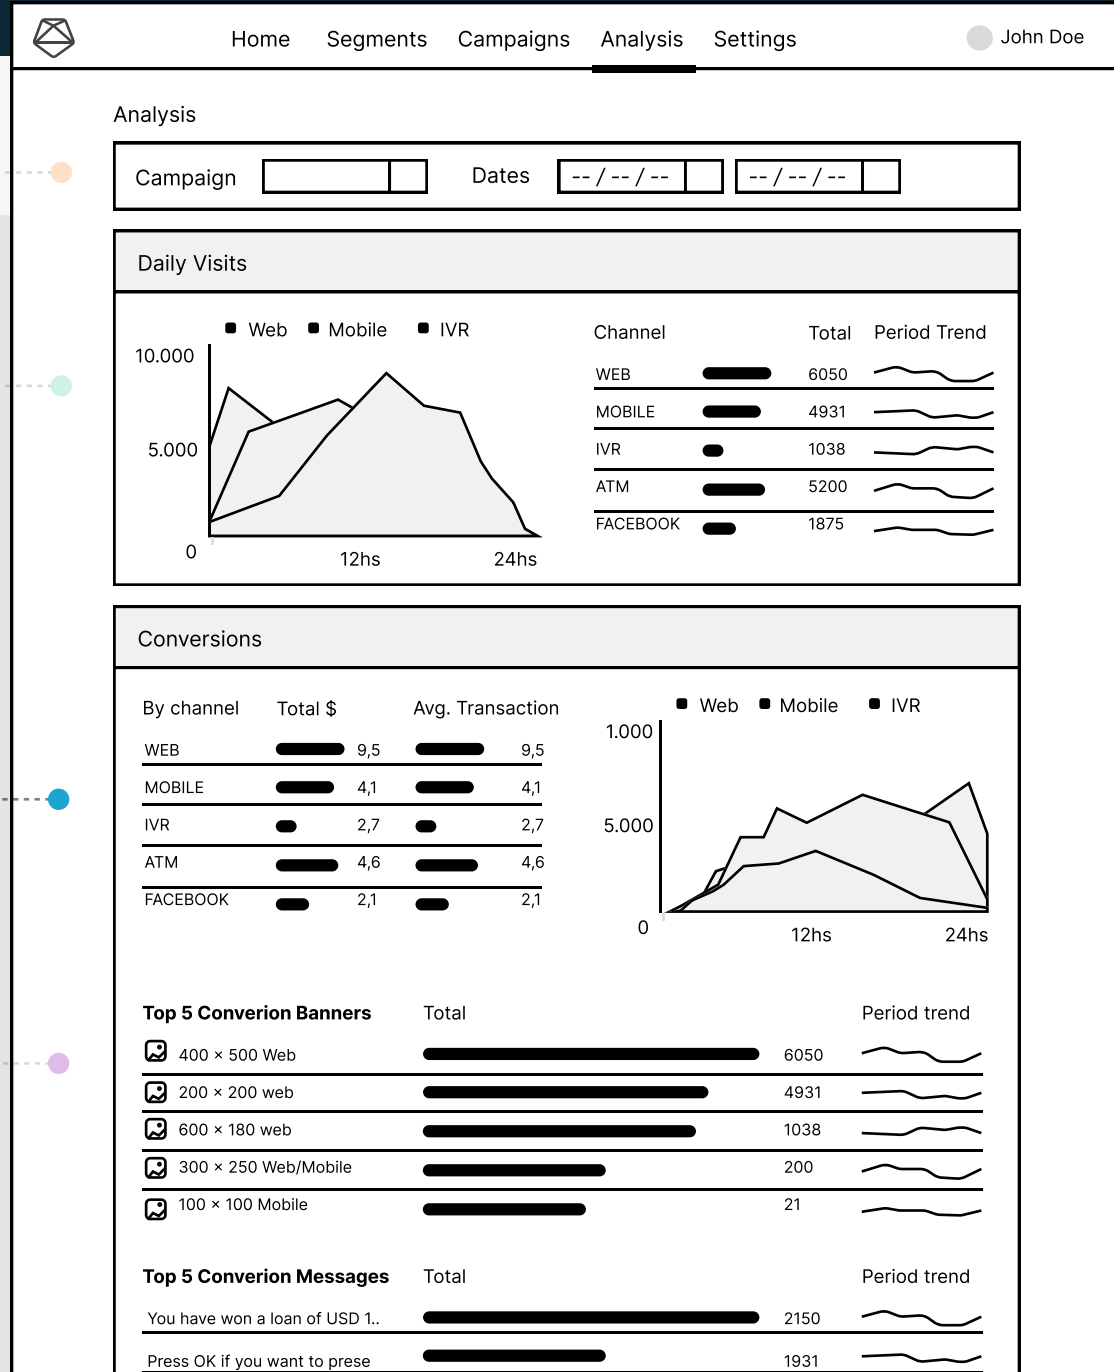 Home Segments Campaigns Analysis Settings John Doe
Analysis
Campaign Dates -- / -- / -- -- / -- / --
Daily Visits
Web Mobile IVR
10.000
5.000
0
12hs 24hs
Channel Total Period Trend
WEB 6050
MOBILE 4931
IVR 1038
ATM 5200
FACEBOOK 1875
Conversions
By channel Total $ Avg. Transaction
WEB 9,5 9,5
MOBILE 4,1 4,1
IVR 2,7 2,7
ATM 4,6 4,6
FACEBOOK 2,1 2,1
Web Mobile IVR
1.000
5.000
0
12hs 24hs
Top 5 Converion Banners Total Period trend
400 × 500 Web 6050
200 × 200 web 4931
600 × 180 web 1038
300 × 250 Web/Mobile 200
100 × 100 Mobile 21
Top 5 Converion Messages Total Period trend
You have won a loan of USD 1.. 2150
Press OK if you want to prese 1931